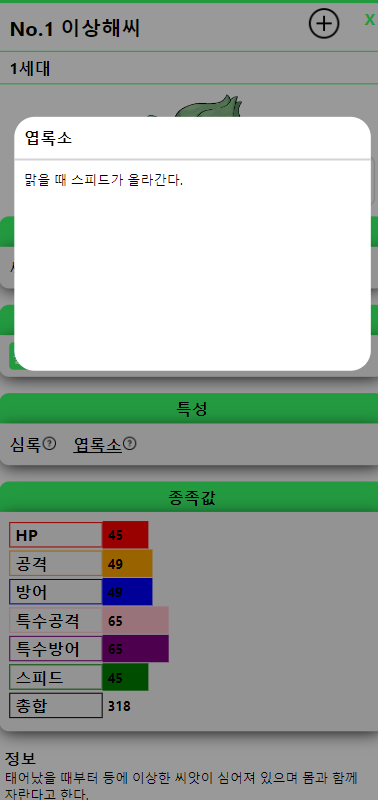 No.1 이상해씨
X
1세대
엽록소
맑을 때 스피드가 올라간다.
특성
심록? 엽록소?
종족값
HP 45
공격 49
방어 49
특수공격 65
특수방어 65
스피드 45
총합 318
정보
태어났을 때부터 등에 이상한 씨앗이 심어져 있으며 몸과 함께
자란다고 한다.